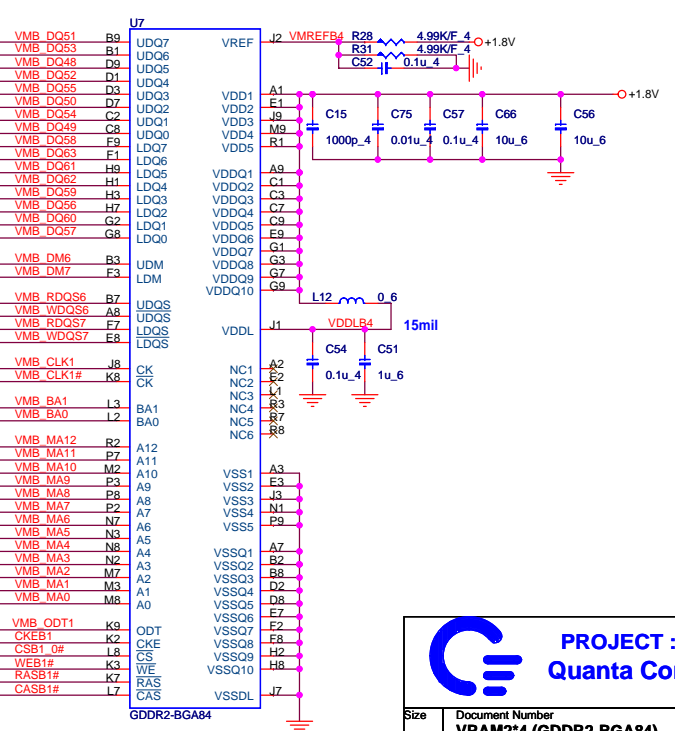 U7
VMB_DQ51 B9 UDQ7 VREF J2 VMREFB4 R28 4.99K/F_4 +1.8V
VMB_DQ53 B1 UDQ6 R31 4.99K/F_4
VMB_DQ48 D9 UDQ5 C52 0.1u_4
VMB_DQ52 D1 UDQ4
VMB_DQ55 D3 UDQ3 VDD1 A1 +1.8V
VMB_DQ50 D7 UDQ2 VDD2 E1
VMB_DQ54 C2 UDQ1 VDD3 J9 C15 C75 C57 C66 C56
VMB_DQ49 C8 UDQ0 VDD4 M9
VMB_DQ58 F9 LDQ7 VDD5 R1 1000p_4 0.01u_4 0.1u_4 10u_6 10u_6
VMB_DQ63 F1 LDQ6
VMB_DQ61 H9 LDQ5 VDDQ1 A9
VMB_DQ62 H1 LDQ4 VDDQ2 C1
VMB_DQ59 H3 LDQ3 VDDQ3 C3
VMB_DQ56 H7 LDQ2 VDDQ4 C7
VMB_DQ60 G2 LDQ1 VDDQ5 C9
VMB_DQ57 G8 LDQ0 VDDQ6 E9
VDDQ7 G1
VMB_DM6 B3 UDM VDDQ8 G3
VMB_DM7 F3 LDM VDDQ9 G7
VDDQ10 G9
VMB_RDQS6 B7 UDQS L12 0_6
VMB_WDQS6 A8 UDQS
VMB_RDQS7 F7 LDQS VDDL J1 VDDLB4 15mil
VMB_WDQS7 E8 LDQS
C54 C51
VMB_CLK1 J8 CK NC1 A2
VMB_CLK1# K8 CK NC2 E2 0.1u_4 1u_6
NC3 L1
VMB_BA1 L3 BA1 NC4 R3
VMB_BA0 L2 BA0 NC5 R7
NC6 R8
VMB_MA12 R2 A12
VMB_MA11 P7 A11
VMB_MA10 M2 A10 VSS1 A3
VMB_MA9 P3 A9 VSS2 E3
VMB_MA8 P8 A8 VSS3 J3
VMB_MA7 P2 A7 VSS4 N1
VMB_MA6 N7 A6 VSS5 P9
VMB_MA5 N3 A5
VMB_MA4 N8 A4 VSSQ1 A7
VMB_MA3 N2 A3 VSSQ2 B2
VMB_MA2 M7 A2 VSSQ3 B8
VMB_MA1 M3 A1 VSSQ4 D2
VMB_MA0 M8 A0 VSSQ5 D8
VSSQ6 E7
VMB_ODT1 K9 ODT VSSQ7 F2
CKEB1 K2 CKE VSSQ8 F8
CSB1_0# L8 CS VSSQ9 H2
WEB1# K3 WE VSSQ10 H8
RASB1# K7 RAS
CASB1# L7 CAS VSSDL J7
GDDR2-BGA84
PROJECT :
Quanta Co
Size Document Number
VRAM2*4 (GDDR2-BGA84)